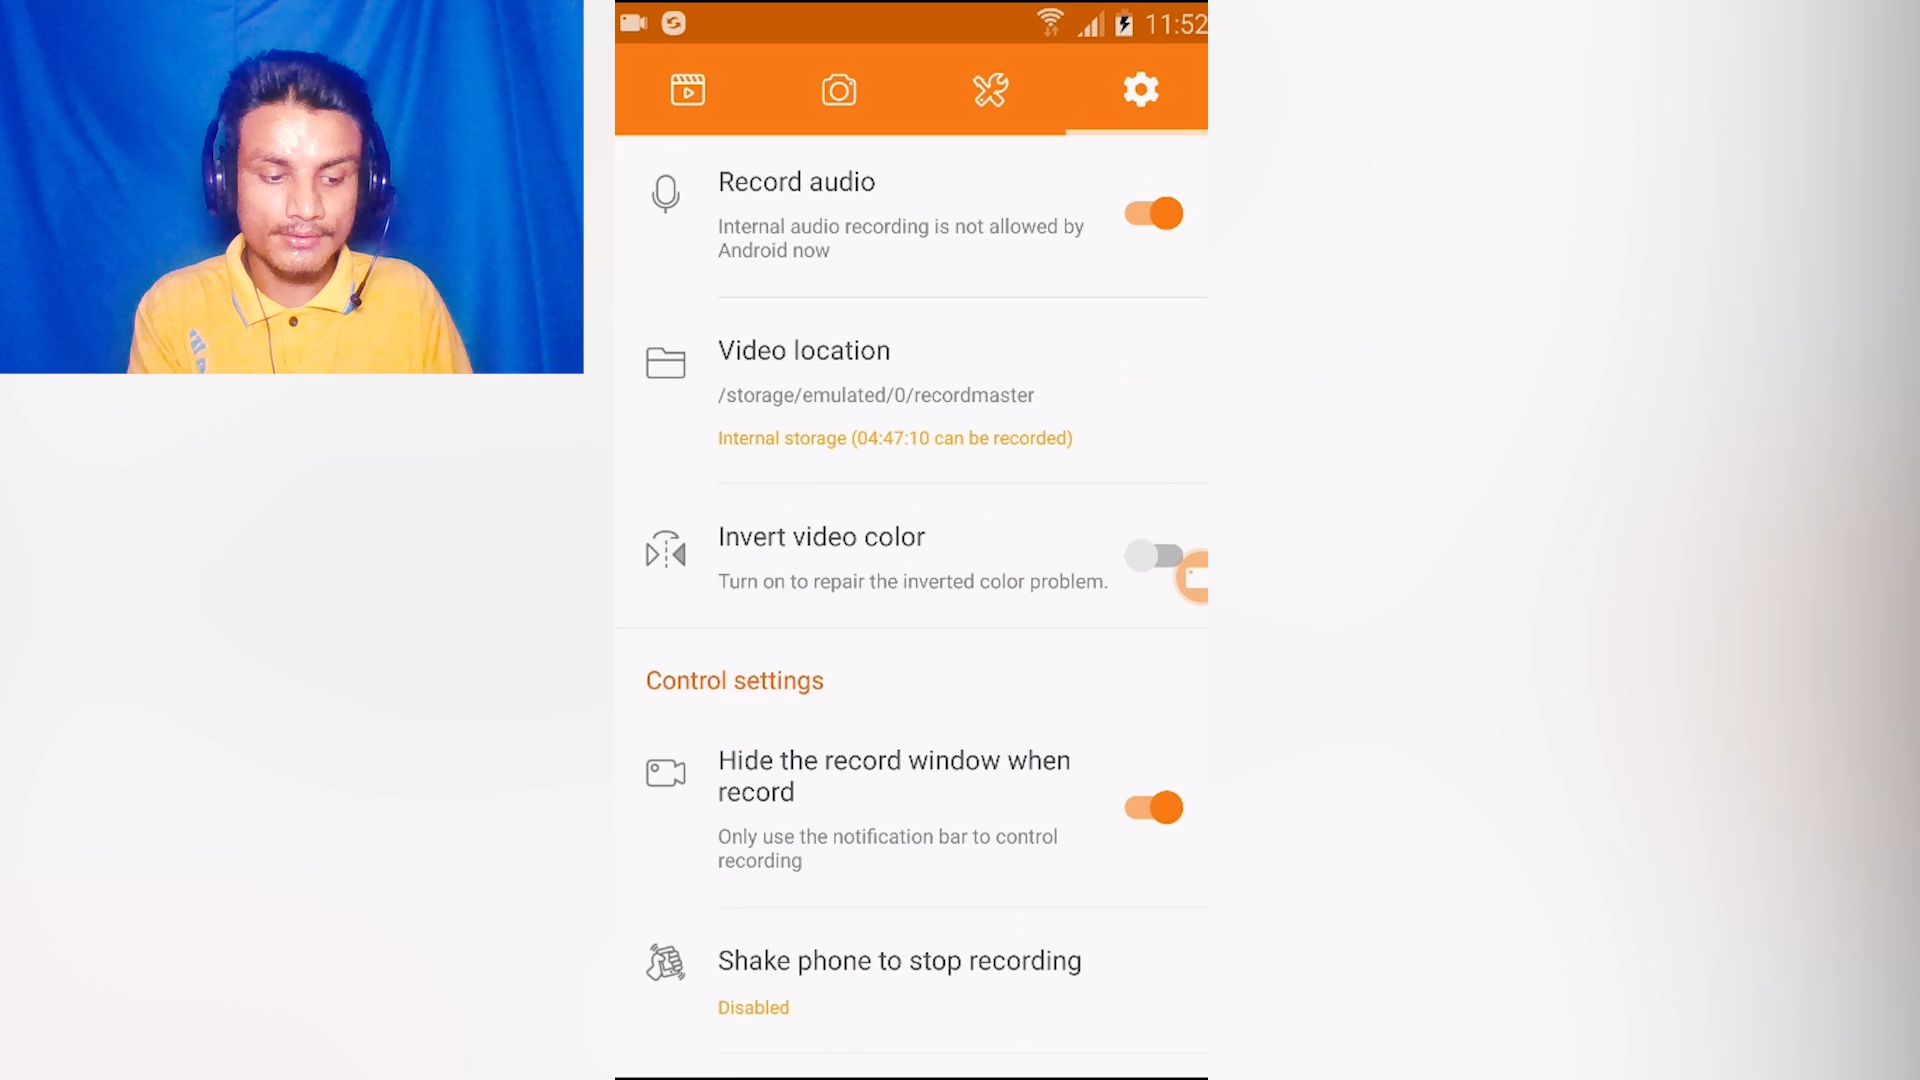 11:52
Record audio
Internal audio recording is not allowed by
Android now
Video location
/storage/emulated/0/recordmaster
Internal storage (04:47:10 can be recorded)
Invert video color
Turn on to repair the inverted color problem.
Control settings
Hide the record window when
record
Only use the notification bar to control
recording
Shake phone to stop recording
Disabled